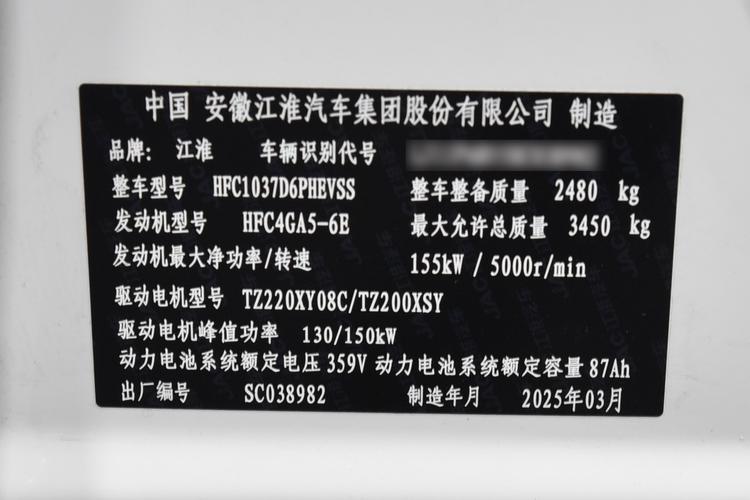 中国 安徽江淮汽车集团股份有限公司 制造
品牌: 江淮 车辆识别代号
整车型号 HFC1037D6PHEVSS 整车整备质量 2480 kg
发动机型号 HFC4GA5-6E 最大允许总质量 3450 kg
发动机最大净功率/转速 155kW / 5000r/min
驱动电机型号 TZ220XY08C/TZ200XSY
驱动电机峰值功率 130/150kW
动力电池系统额定电压 359V 动力电池系统额定容量 87Ah
出厂编号 SC038982 制造年月 2025年03月